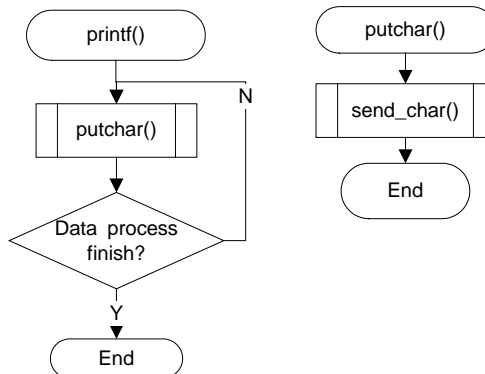 printf()
N
putchar()
Data process
finish?
Y
End
putchar()
send_char()
End